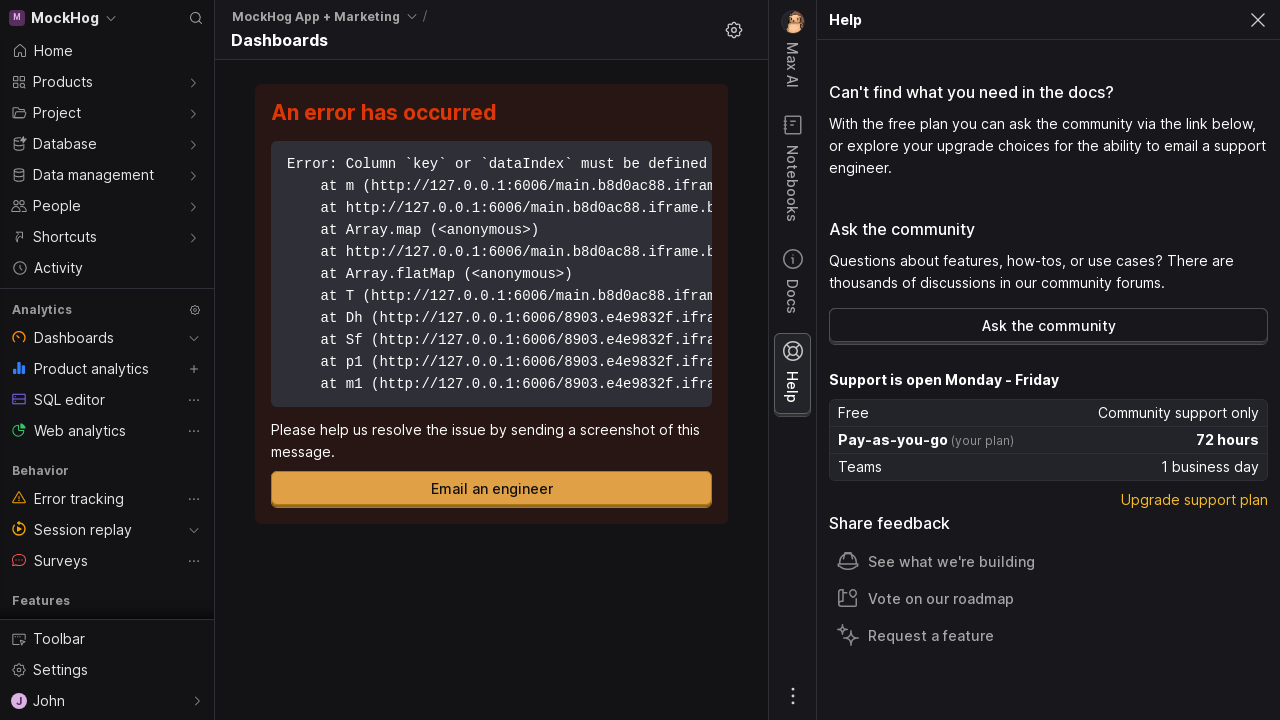 M MockHog
Home
Products
Project
Database
Data management
People
Shortcuts
Activity
Analytics
Dashboards
Product analytics
SQL editor
Web analytics
Behavior
Error tracking
Session replay
Surveys
Features
Toolbar
Settings
J John
MockHog App + Marketing /
Dashboards
An error has occurred
Error: Column `key` or `dataIndex` must be defined
at m (http://127.0.0.1:6006/main.b8d0ac88.ifram
at http://127.0.0.1:6006/main.b8d0ac88.iframe.b
at Array.map (<anonymous>)
at http://127.0.0.1:6006/main.b8d0ac88.iframe.b
at Array.flatMap (<anonymous>)
at T (http://127.0.0.1:6006/main.b8d0ac88.ifram
at Dh (http://127.0.0.1:6006/8903.e4e9832f.ifra
at Sf (http://127.0.0.1:6006/8903.e4e9832f.ifra
at p1 (http://127.0.0.1:6006/8903.e4e9832f.ifra
at m1 (http://127.0.0.1:6006/8903.e4e9832f.ifra
Please help us resolve the issue by sending a screenshot of this
message.
Email an engineer
Max AI
Notebooks
Docs
Help
Help
Can't find what you need in the docs?
With the free plan you can ask the community via the link below,
or explore your upgrade choices for the ability to email a support
engineer.
Ask the community
Questions about features, how-tos, or use cases? There are
thousands of discussions in our community forums.
Ask the community
Support is open Monday - Friday
Free Community support only
Pay-as-you-go (your plan) 72 hours
Teams 1 business day
Upgrade support plan
Share feedback
See what we're building
Vote on our roadmap
Request a feature